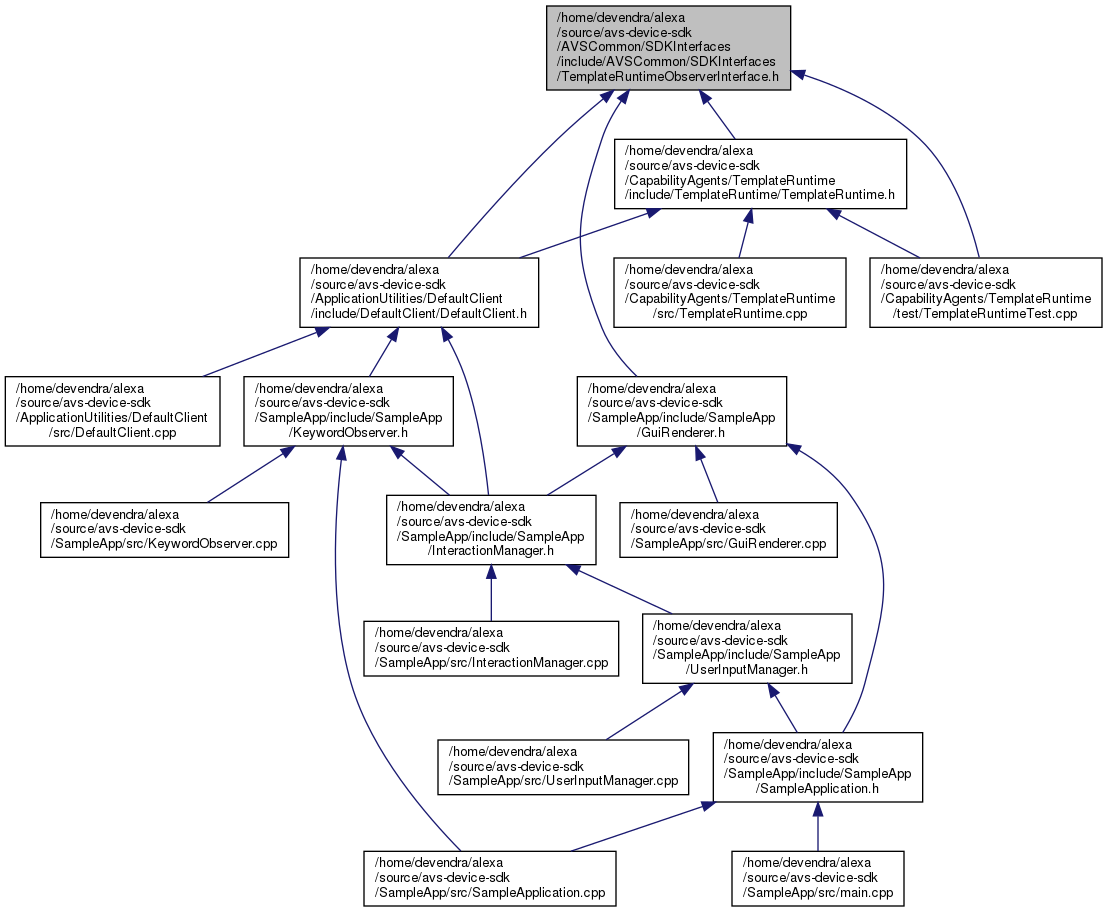 /home/devendra/alexa
/source/avs-device-sdk
/AVSCommon/SDKInterfaces
/include/AVSCommon/SDKInterfaces
/TemplateRuntimeObserverInterface.h
/home/devendra/alexa
/source/avs-device-sdk
/CapabilityAgents/TemplateRuntime
/include/TemplateRuntime/TemplateRuntime.h
/home/devendra/alexa
/source/avs-device-sdk
/ApplicationUtilities/DefaultClient
/include/DefaultClient/DefaultClient.h
/home/devendra/alexa
/source/avs-device-sdk
/CapabilityAgents/TemplateRuntime
/src/TemplateRuntime.cpp
/home/devendra/alexa
/source/avs-device-sdk
/CapabilityAgents/TemplateRuntime
/test/TemplateRuntimeTest.cpp
/home/devendra/alexa
/source/avs-device-sdk
/ApplicationUtilities/DefaultClient
/src/DefaultClient.cpp
/home/devendra/alexa
/source/avs-device-sdk
/SampleApp/include/SampleApp
/KeywordObserver.h
/home/devendra/alexa
/source/avs-device-sdk
/SampleApp/include/SampleApp
/GuiRenderer.h
/home/devendra/alexa
/source/avs-device-sdk
/SampleApp/src/KeywordObserver.cpp
/home/devendra/alexa
/source/avs-device-sdk
/SampleApp/include/SampleApp
/InteractionManager.h
/home/devendra/alexa
/source/avs-device-sdk
/SampleApp/src/GuiRenderer.cpp
/home/devendra/alexa
/source/avs-device-sdk
/SampleApp/src/InteractionManager.cpp
/home/devendra/alexa
/source/avs-device-sdk
/SampleApp/include/SampleApp
/UserInputManager.h
/home/devendra/alexa
/source/avs-device-sdk
/SampleApp/src/UserInputManager.cpp
/home/devendra/alexa
/source/avs-device-sdk
/SampleApp/include/SampleApp
/SampleApplication.h
/home/devendra/alexa
/source/avs-device-sdk
/SampleApp/src/SampleApplication.cpp
/home/devendra/alexa
/source/avs-device-sdk
/SampleApp/src/main.cpp